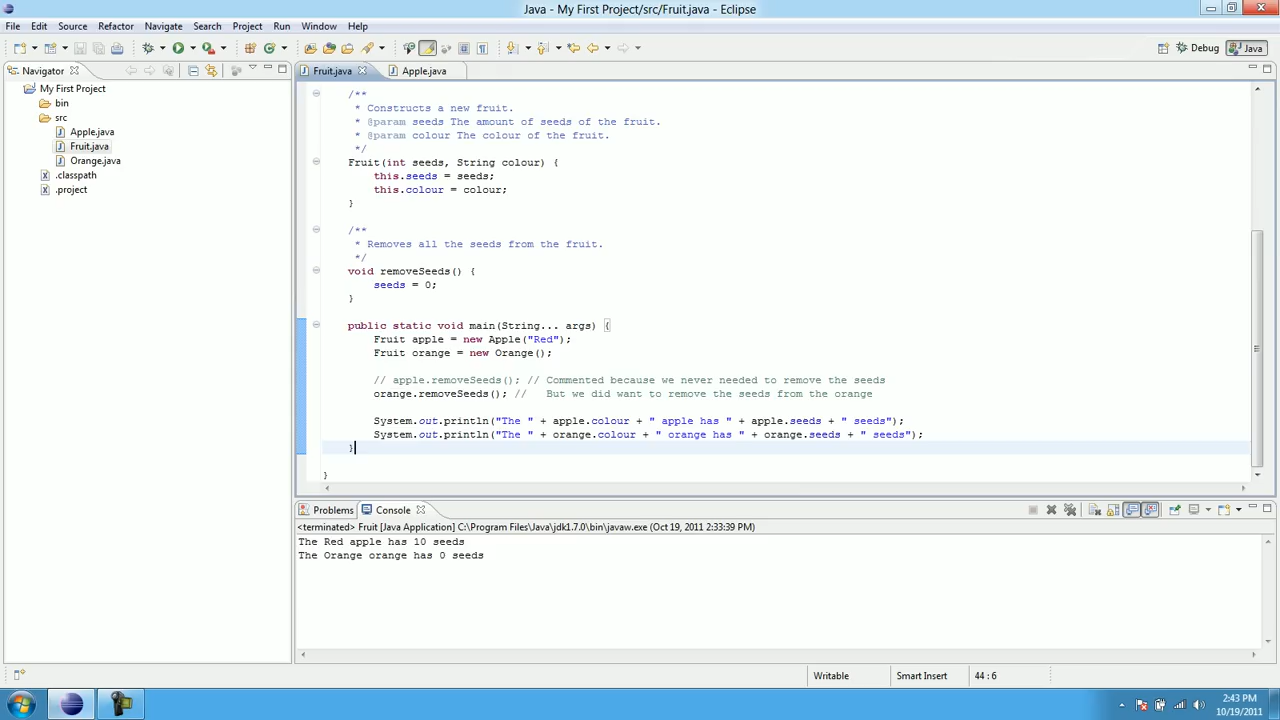 Java - My First Project/src/Fruit.java - Eclipse
File Edit Source Refactor Navigate Search Project Run Window Help
Debug Java
Navigator
Fruit.java Apple.java
My First Project
bin
src
Apple.java
Fruit.java
Orange.java
.classpath
.project
/**
* Constructs a new fruit.
* @param seeds The amount of seeds of the fruit.
* @param colour The colour of the fruit.
*/
Fruit(int seeds, String colour) {
this.seeds = seeds;
this.colour = colour;
}
/**
* Removes all the seeds from the fruit.
*/
void removeSeeds() {
seeds = 0;
}
public static void main(String... args) {
Fruit apple = new Apple("Red");
Fruit orange = new Orange();
// apple.removeSeeds(); // Commented because we never needed to remove the seeds
orange.removeSeeds(); //   But we did want to remove the seeds from the orange
System.out.println("The " + apple.colour + " apple has " + apple.seeds + " seeds");
System.out.println("The " + orange.colour + " orange has " + orange.seeds + " seeds");
}
}
Problems Console
<terminated> Fruit [Java Application] C:\Program Files\Java\jdk1.7.0\bin\javaw.exe (Oct 19, 2011 2:33:39 PM)
The Red apple has 10 seeds
The Orange orange has 0 seeds
Writable Smart Insert 44 : 6
2:43 PM
10/19/2011